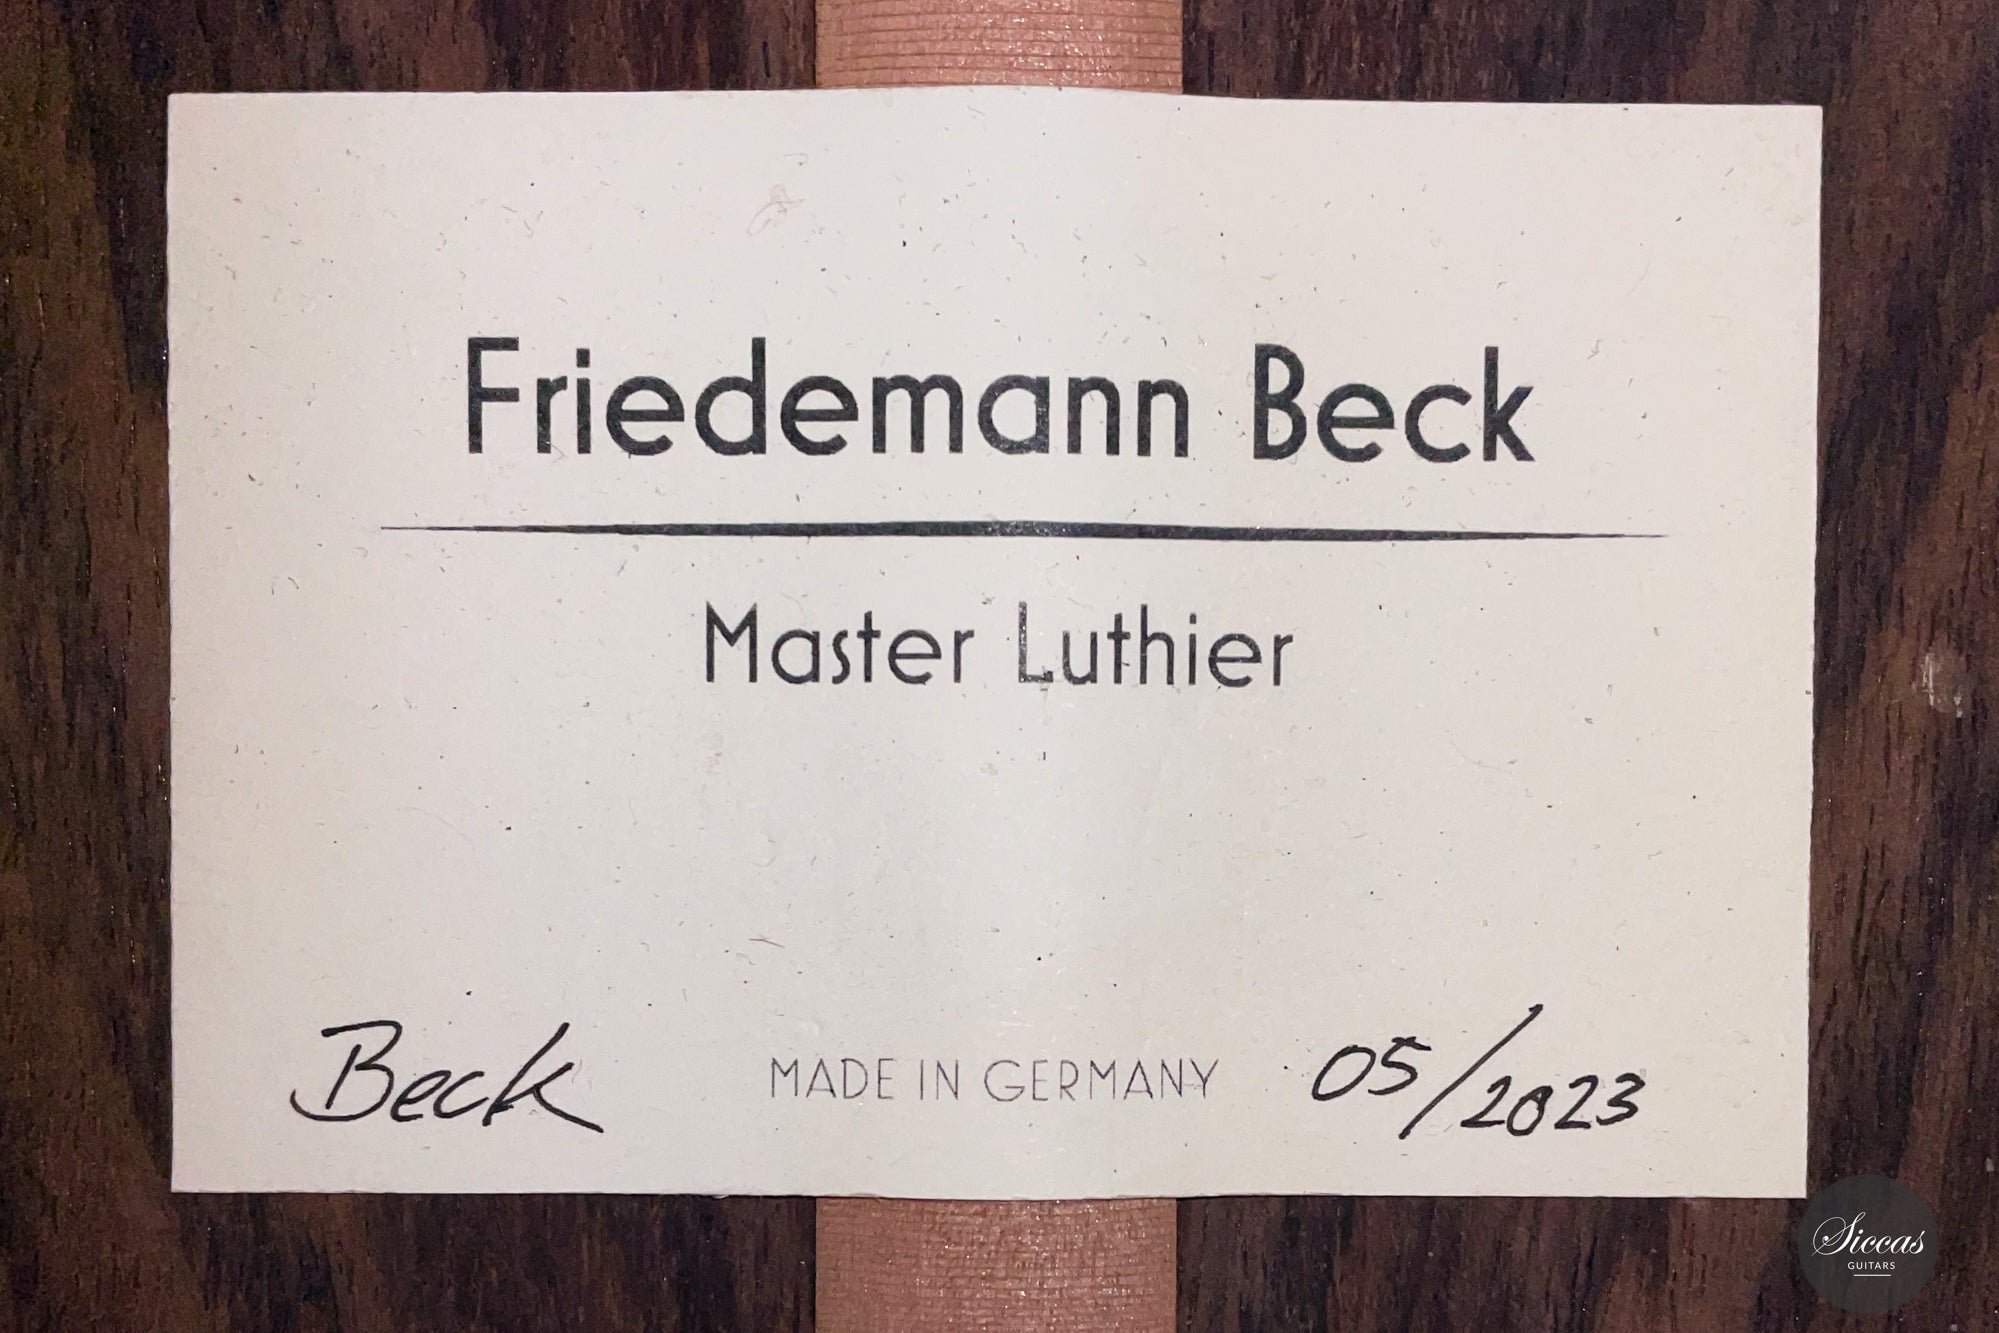 Friedemann Beck
Master Luthier
Beck MADE IN GERMANY 05/2023
Siccas
GUITARS